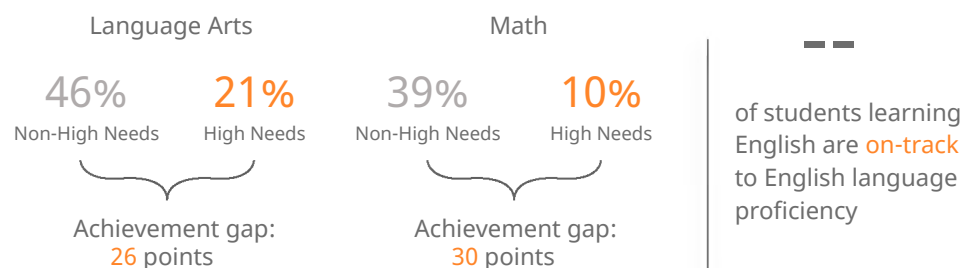 Language Arts
46%
Non-High Needs
21%
High Needs
Achievement gap:
26 points
Math
39%
Non-High Needs
10%
High Needs
Achievement gap:
30 points
--
of students learning
English are on-track
to English language
proficiency